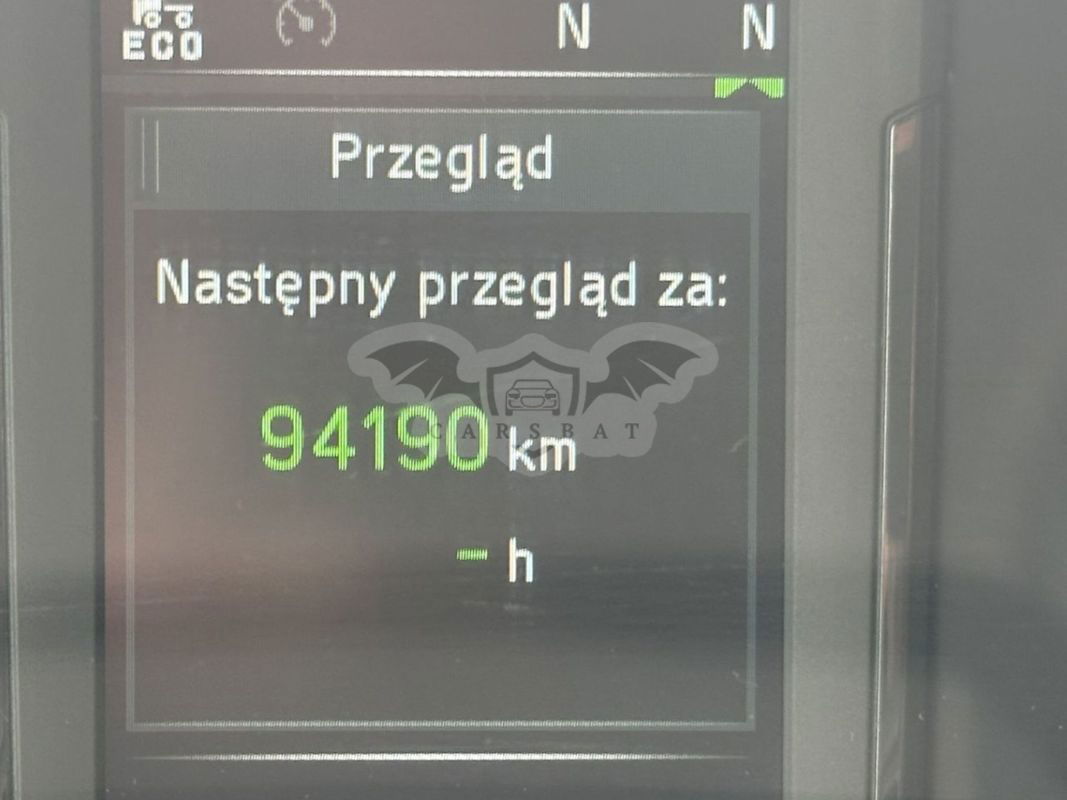 ECO
N N
Przegląd
Następny przegląd za:
94190 km
CARSBAT
- h